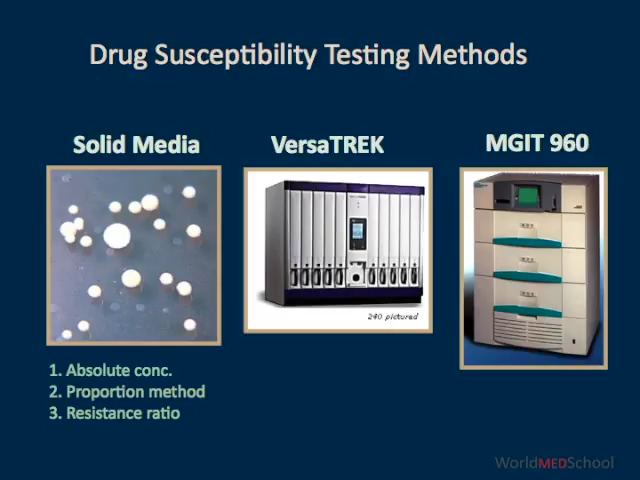 Drug Susceptibility Testing Methods
Solid Media
VersaTREK
MGIT 960
240 pictured
1. Absolute conc.
2. Proportion method
3. Resistance ratio
WorldMEDSchool